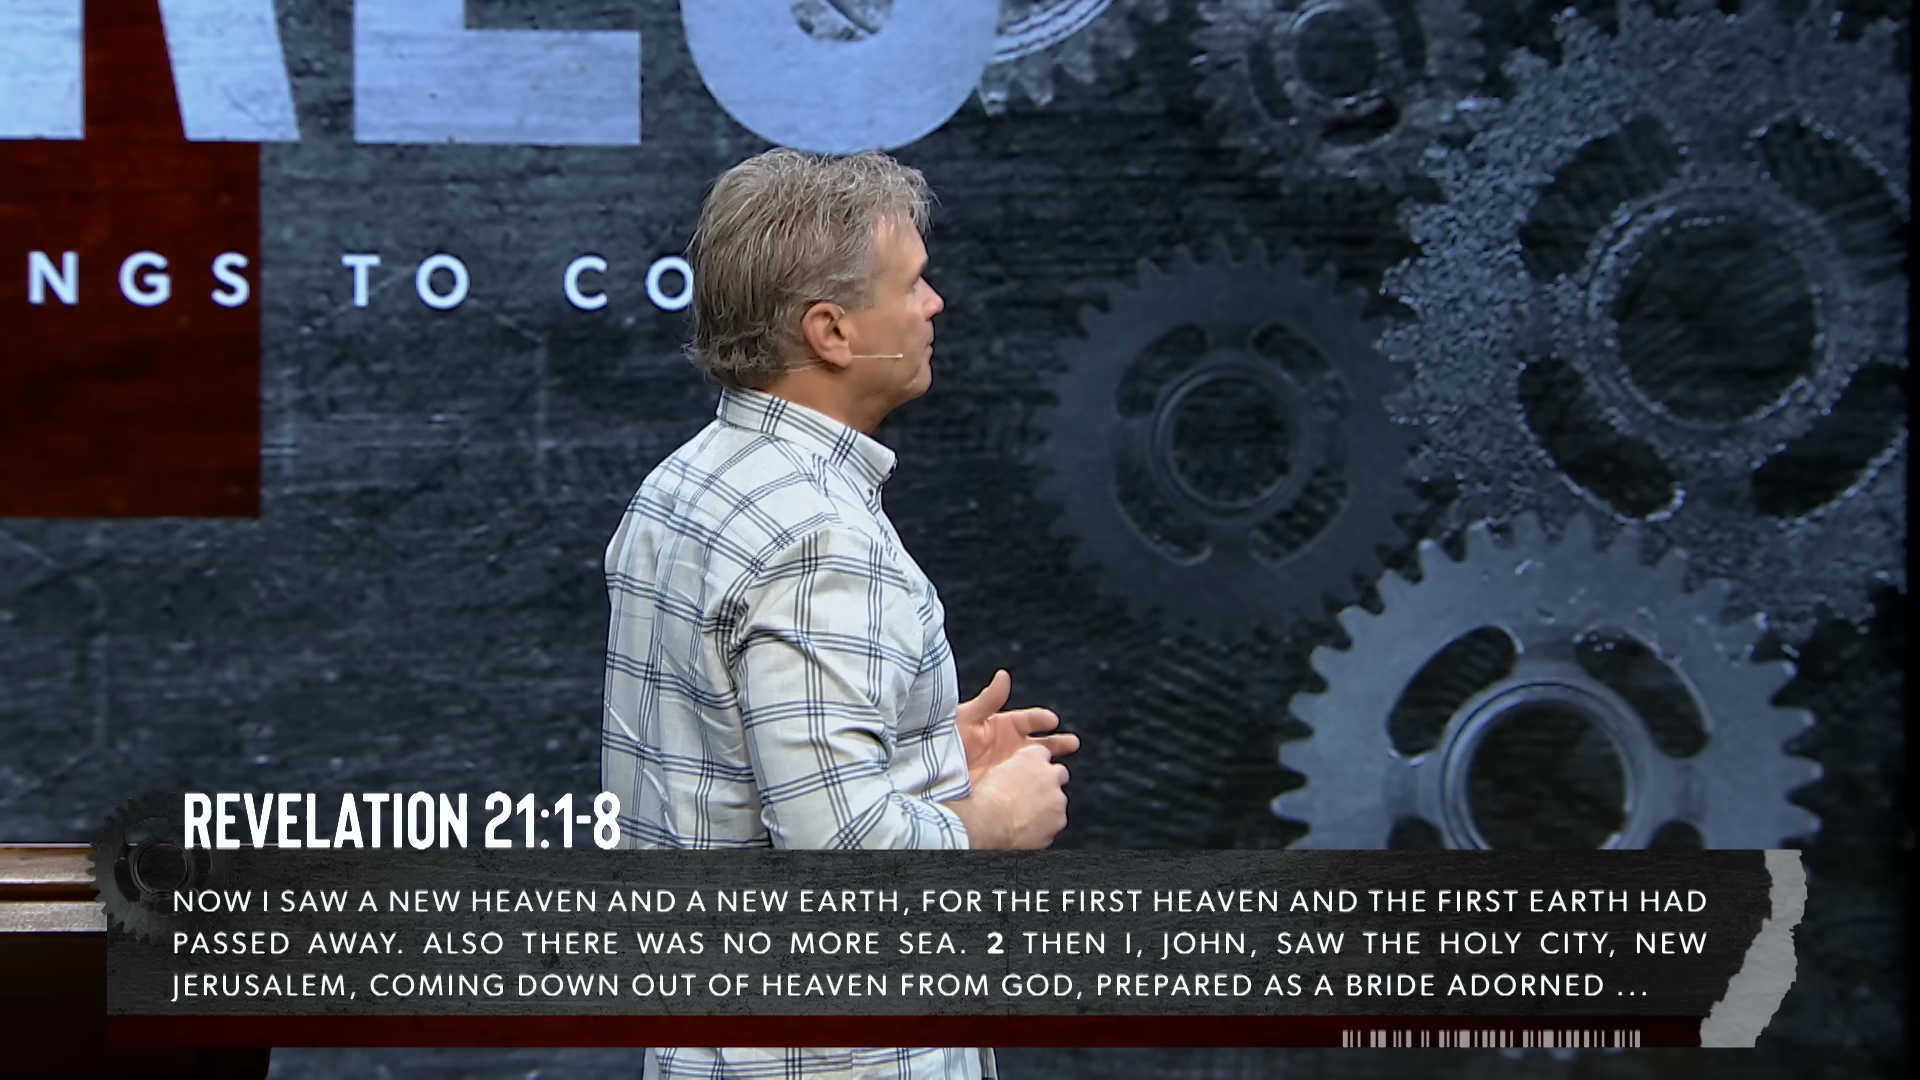 NGS TO CO
REVELATION 21:1-8
NOW I SAW A NEW HEAVEN AND A NEW EARTH, FOR THE FIRST HEAVEN AND THE FIRST EARTH HAD
PASSED AWAY. ALSO THERE WAS NO MORE SEA. 2 THEN I, JOHN, SAW THE HOLY CITY, NEW
JERUSALEM, COMING DOWN OUT OF HEAVEN FROM GOD, PREPARED AS A BRIDE ADORNED ...